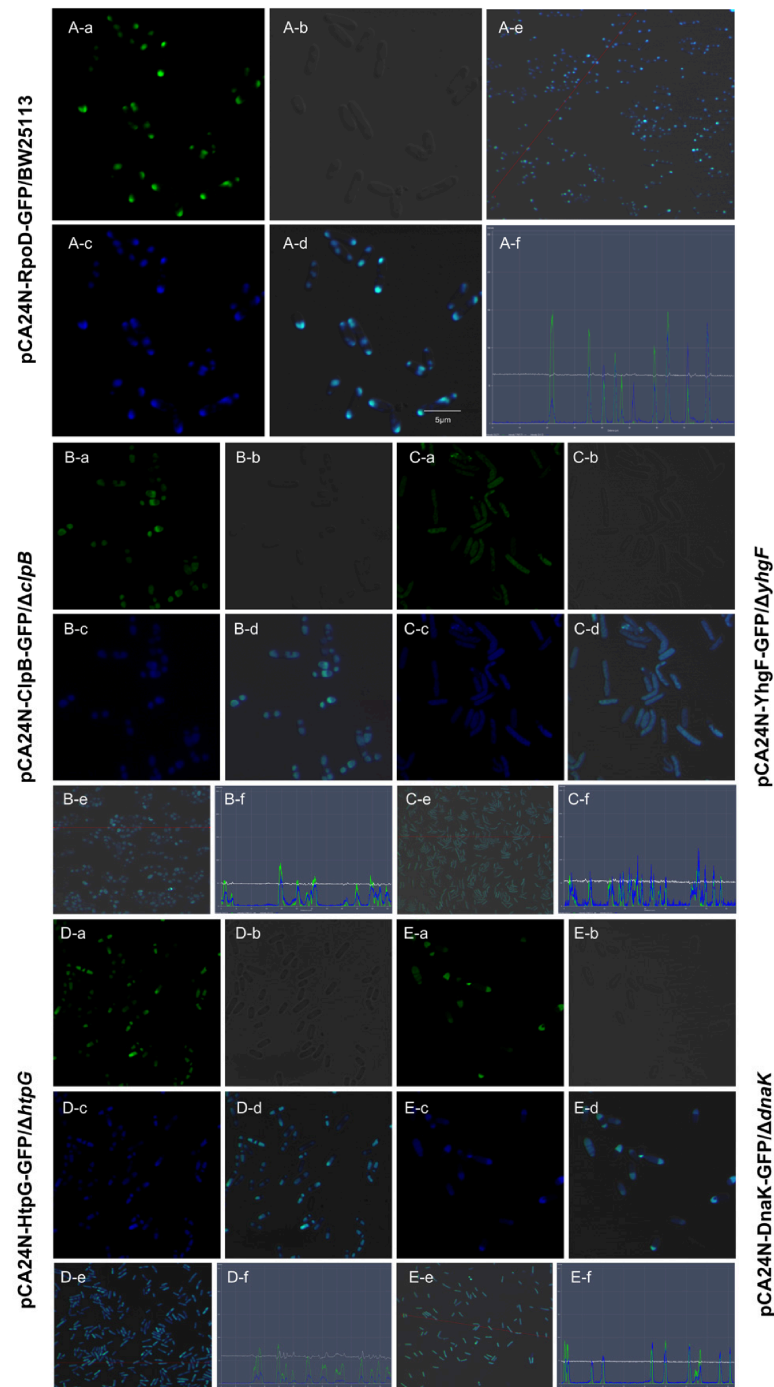 pCA24N-RpoD-GFP/BW25113
A-a
A-b
A-e
A-c
A-d
5μm
A-f
pCA24N-ClpB-GFP/ΔclpB
B-a
B-b
C-a
C-b
B-c
B-d
C-c
C-d
B-e
B-f
C-e
C-f
pCA24N-YhgF-GFP/ΔyhgF
pCA24N-HtpG-GFP/ΔhtpG
D-a
D-b
E-a
E-b
D-c
D-d
E-c
E-d
D-e
D-f
E-e
E-f
pCA24N-DnaK-GFP/ΔdnaK